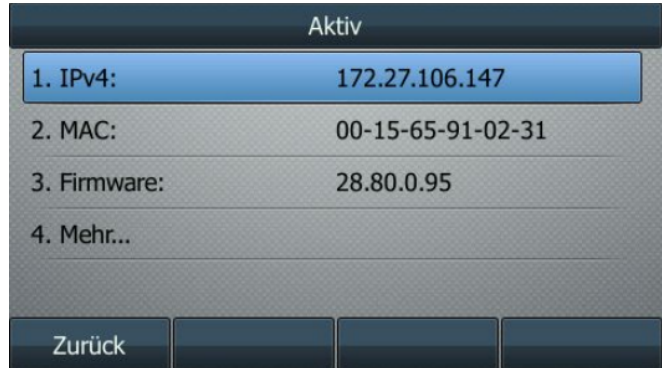 Aktiv
1. IPv4: 172.27.106.147
2. MAC: 00-15-65-91-02-31
3. Firmware: 28.80.0.95
4. Mehr...
Zurück